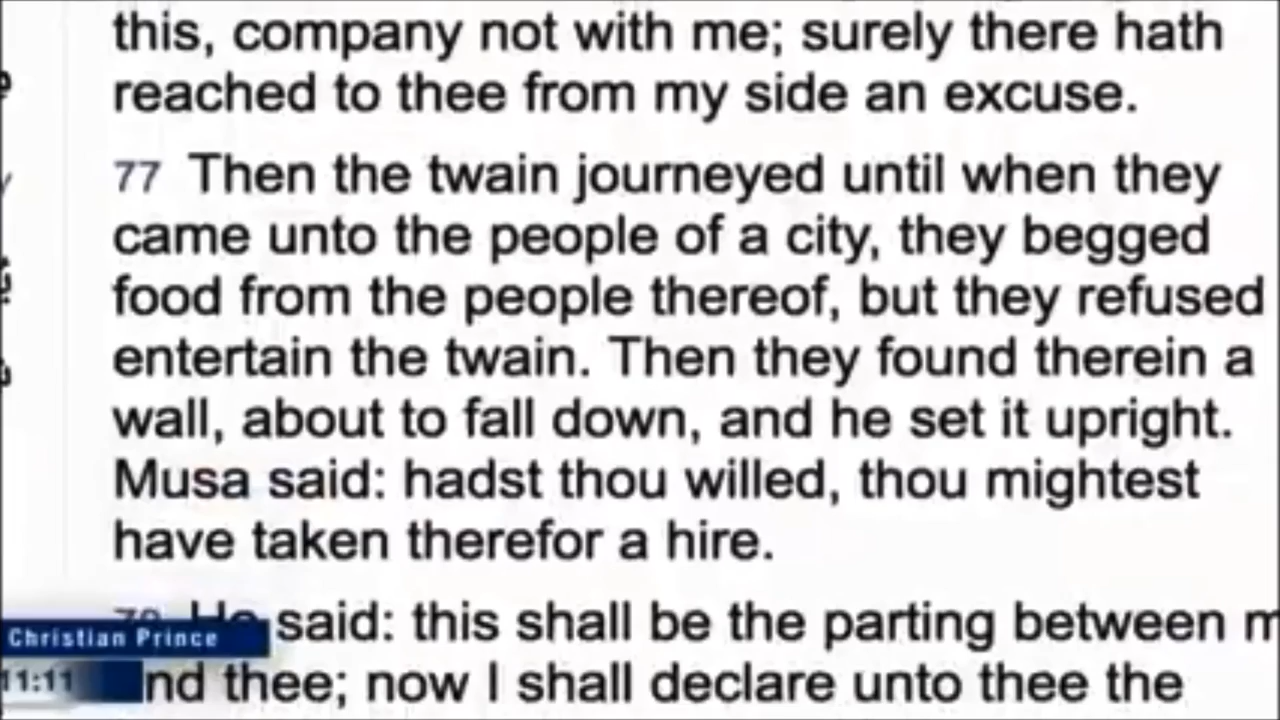 this, company not with me; surely there hath
reached to thee from my side an excuse.
77 Then the twain journeyed until when they
came unto the people of a city, they begged
food from the people thereof, but they refused
entertain the twain. Then they found therein a
wall, about to fall down, and he set it upright.
Musa said: hadst thou willed, thou mightest
have taken therefor a hire.
said: this shall be the parting between
Christian Prince
11:11
thee; now I shall declare unto thee the